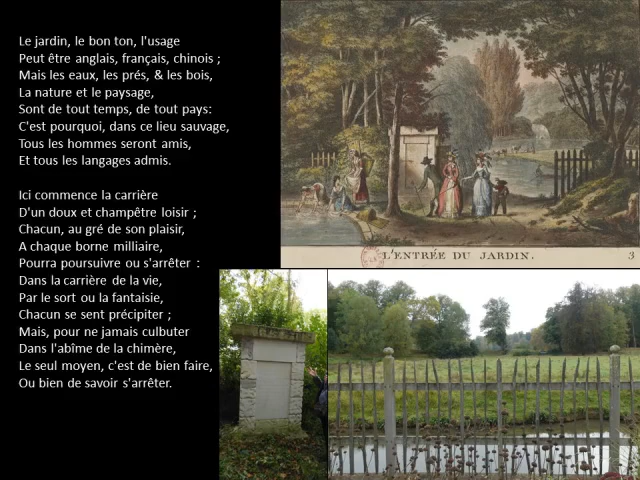 Le jardin, le bon ton, l'usage
Peut être anglais, français, chinois ;
Mais les eaux, les prés, & les bois,
La nature et le paysage,
Sont de tout temps, de tout pays:
C'est pourquoi, dans ce lieu sauvage,
Tous les hommes seront amis,
Et tous les langages admis.
Ici commence la carrière
D'un doux et champêtre loisir ;
Chacun, au gré de son plaisir,
A chaque borne milliaire,
Pourra poursuivre ou s'arrêter :
Dans la carrière de la vie,
Par le sort ou la fantaisie,
Chacun se sent précipiter ;
Mais, pour ne jamais culbuter
Dans l'abîme de la chimère,
Le seul moyen, c'est de bien faire,
Ou bien de savoir s'arrêter.
L'ENTRÉE DU JARDIN.
3